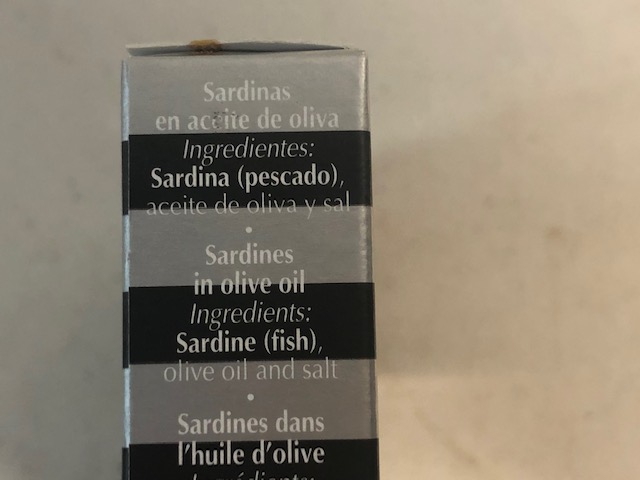 Sardinas
en aceite de oliva
Ingredientes:
Sardina (pescado),
aceite de oliva y sal
•
Sardines
in olive oil
Ingredients:
Sardine (fish),
olive oil and salt
•
Sardines dans
l'huile d'olive